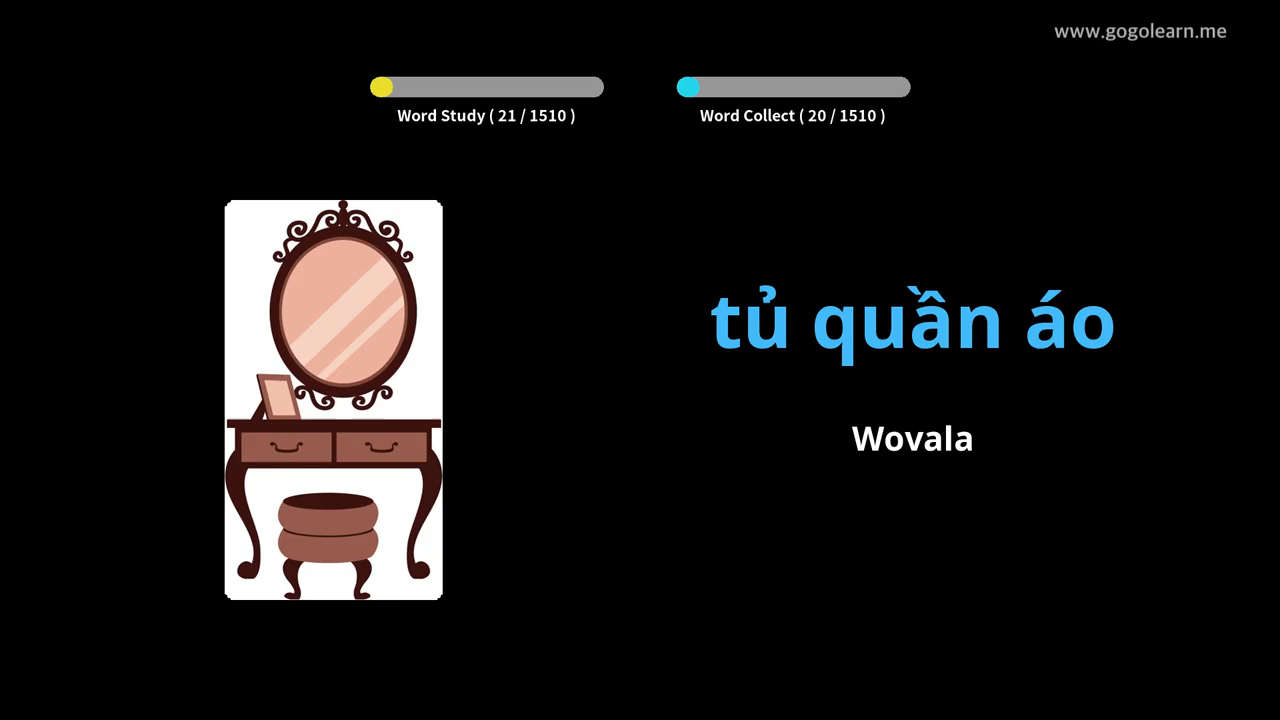 www.gogolearn.me
Word Study ( 21 / 1510 )
Word Collect ( 20 / 1510 )
tủ quần áo
Wovala